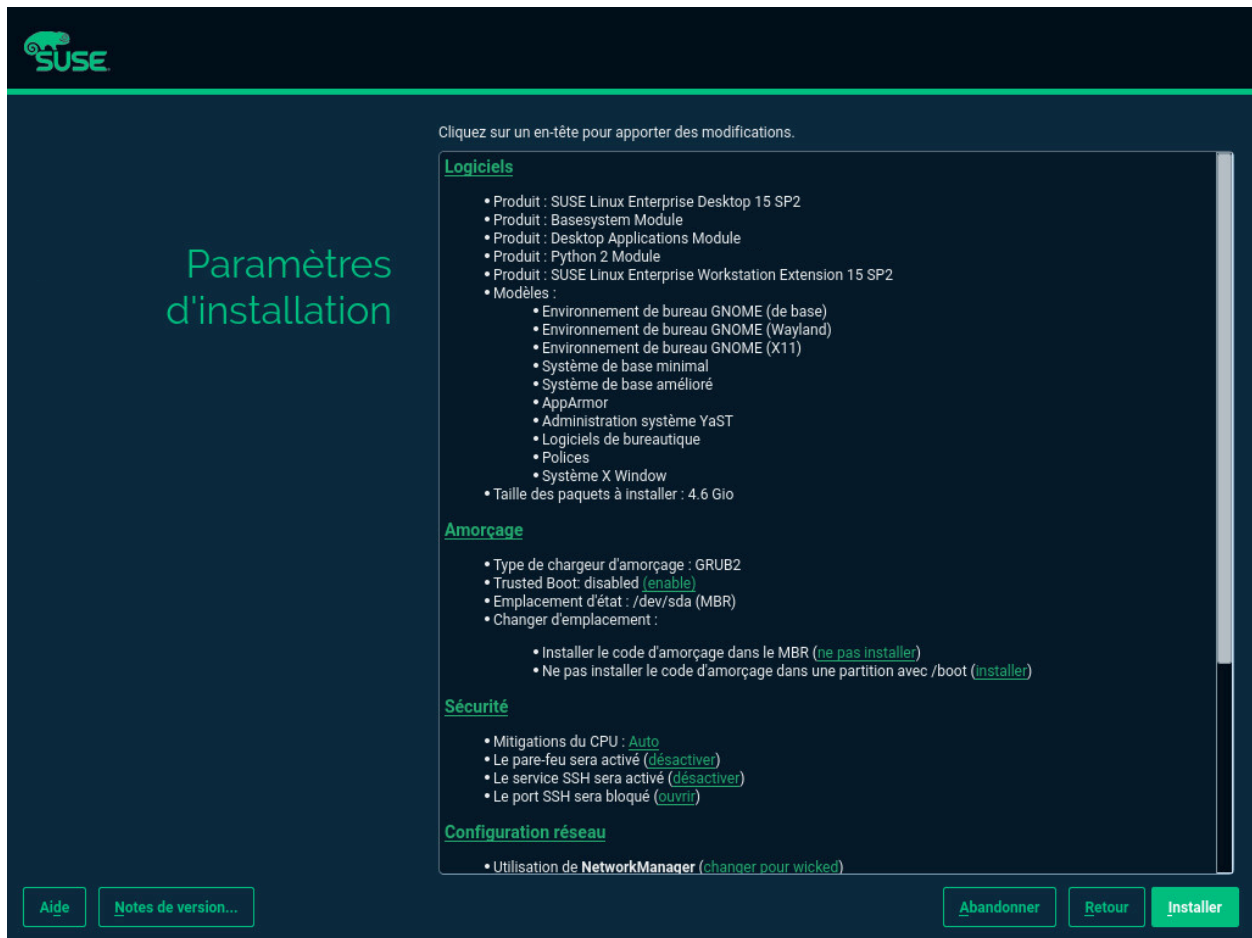 SUSE
Cliquez sur un en-tête pour apporter des modifications.
Paramètres
d'installation
Logiciels
• Produit : SUSE Linux Enterprise Desktop 15 SP2
• Produit : Basesystem Module
• Produit : Desktop Applications Module
• Produit : Python 2 Module
• Produit : SUSE Linux Enterprise Workstation Extension 15 SP2
• Modèles :
• Environnement de bureau GNOME (de base)
• Environnement de bureau GNOME (Wayland)
• Environnement de bureau GNOME (X11)
• Système de base minimal
• Système de base amélioré
• AppArmor
• Administration système YaST
• Logiciels de bureautique
• Polices
• Système X Window
• Taille des paquets à installer : 4.6 Gio
Amorçage
• Type de chargeur d'amorçage : GRUB2
• Trusted Boot: disabled (enable)
• Emplacement d'état : /dev/sda (MBR)
• Changer d'emplacement :
• Installer le code d'amorçage dans le MBR (ne pas installer)
• Ne pas installer le code d'amorçage dans une partition avec /boot (installer)
Sécurité
• Mitigations du CPU : Auto
• Le pare-feu sera activé (désactiver)
• Le service SSH sera activé (désactiver)
• Le port SSH sera bloqué (ouvrir)
Configuration réseau
• Utilisation de NetworkManager (changer pour wicked)
Aide
Notes de version...
Abandonner
Retour
Installer